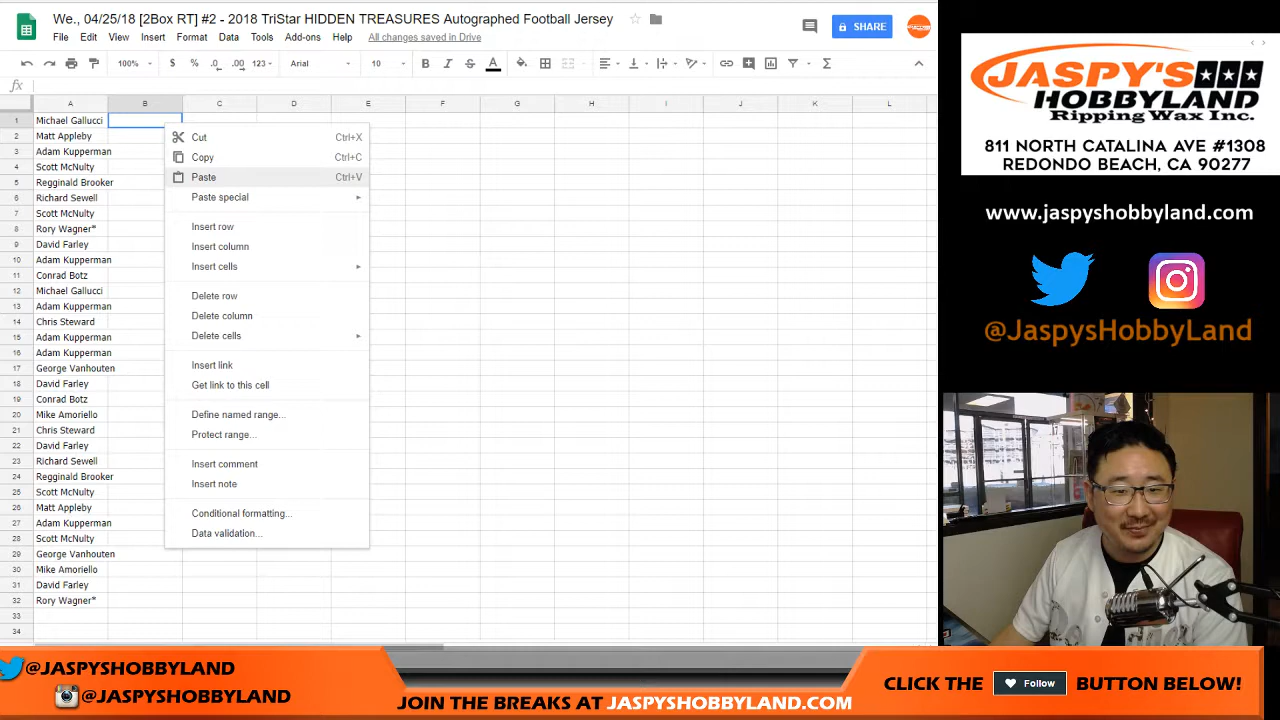 We., 04/25/18 [2Box RT] #2 - 2018 TriStar HIDDEN TREASURES Autographed Football Jersey
SHARE
File Edit View Insert Format Data Tools Add-ons Help All changes saved in Drive
100% $ % .0 .00 123 Arial 10 B I S A Σ
fx
A B C D E F G H I J K L
1 Michael Gallucci
2 Matt Appleby
3 Adam Kupperman
4 Scott McNulty
5 Regginald Brooker
6 Richard Sewell
7 Scott McNulty
8 Rory Wagner*
9 David Farley
10 Adam Kupperman
11 Conrad Botz
12 Michael Gallucci
13 Adam Kupperman
14 Chris Steward
15 Adam Kupperman
16 Adam Kupperman
17 George Vanhouten
18 David Farley
19 Conrad Botz
20 Mike Amoriello
21 Chris Steward
22 David Farley
23 Richard Sewell
24 Regginald Brooker
25 Scott McNulty
26 Matt Appleby
27 Adam Kupperman
28 Scott McNulty
29 George Vanhouten
30 Mike Amoriello
31 David Farley
32 Rory Wagner*
33
34
Cut Ctrl+X
Copy Ctrl+C
Paste Ctrl+V
Paste special
Insert row
Insert column
Insert cells
Delete row
Delete column
Delete cells
Insert link
Get link to this cell
Define named range...
Protect range...
Insert comment
Insert note
Conditional formatting...
Data validation...
JASPY'S
HOBBYLAND
Ripping Wax Inc.
811 NORTH CATALINA AVE #1308
REDONDO BEACH, CA 90277
www.jaspyshobbyland.com
@JaspysHobbyLand
@JASPYSHOBBYLAND
@JASPYSHOBBYLAND
JOIN THE BREAKS AT JASPYSHOBBYLAND.COM
CLICK THE Follow BUTTON BELOW!